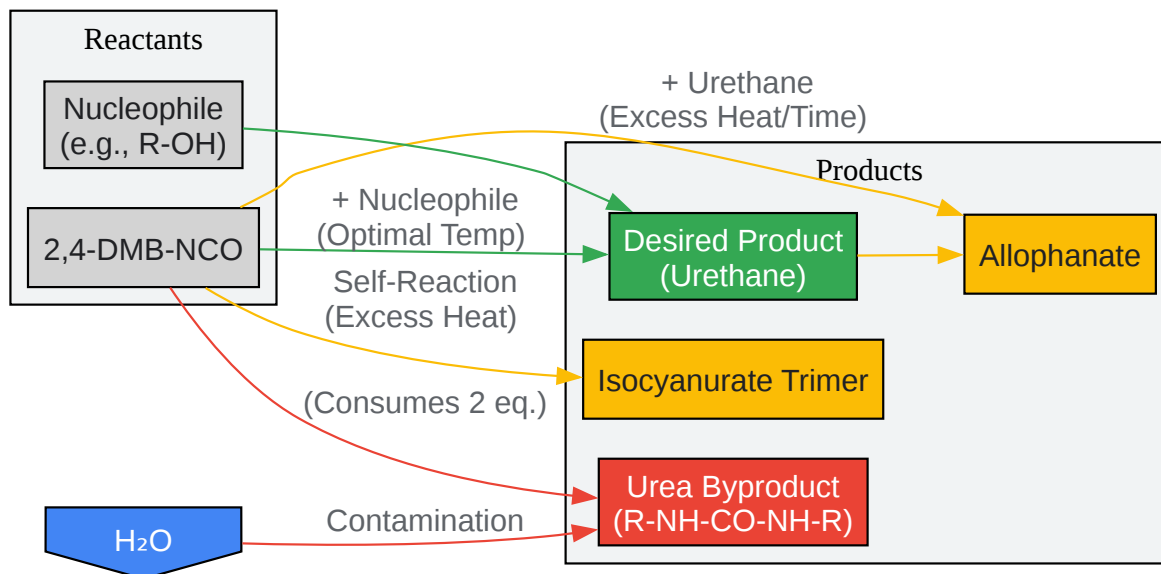 Reactants
Nucleophile
(e.g., R-OH)
2,4-DMB-NCO
+ Urethane
(Excess Heat/Time)
Products
+ Nucleophile
(Optimal Temp)
Desired Product
(Urethane)
Allophanate
Self-Reaction
(Excess Heat)
Isocyanurate Trimer
(Consumes 2 eq.)
Urea Byproduct
(R-NH-CO-NH-R)
Contamination
H₂O